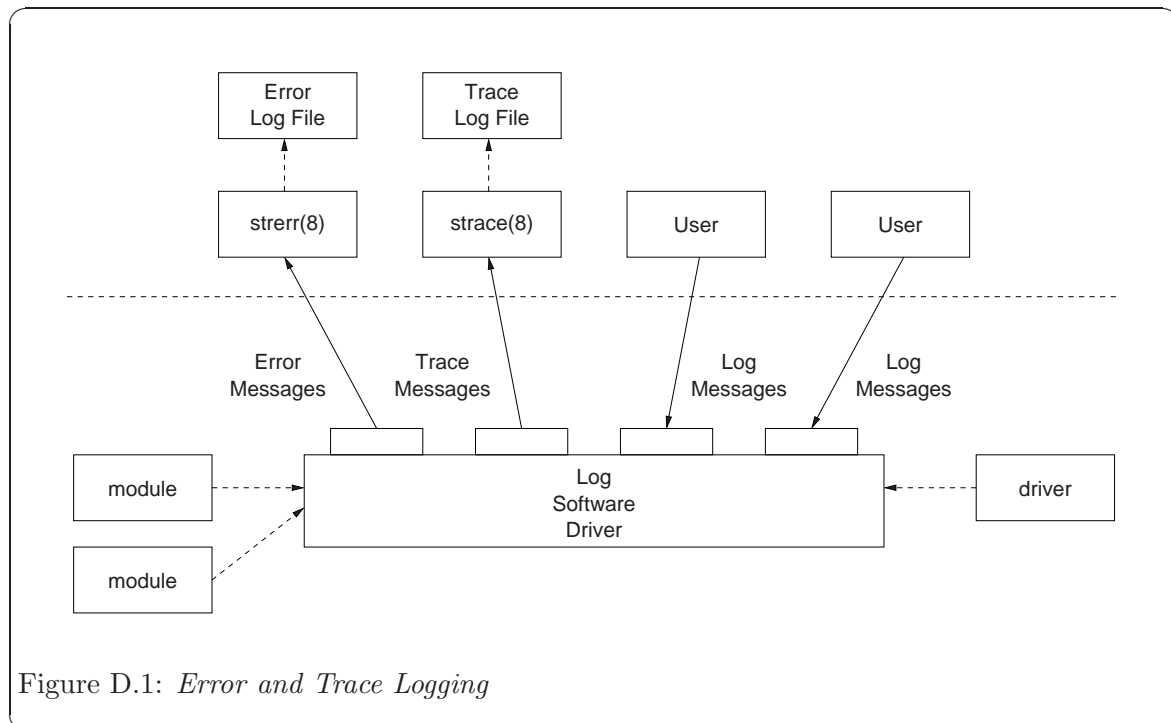 Error
Log File
Trace
Log File
strerr(8)
strace(8)
User
User
Error
Messages
Trace
Messages
Log
Messages
Log
Messages
module
Log
Software
Driver
driver
module
Figure D.1: Error and Trace Logging